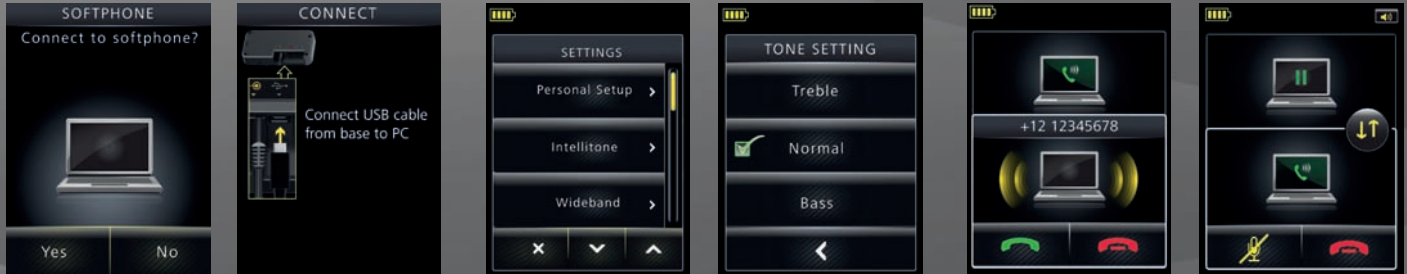 SOFTPHONE
Connect to softphone?
Yes
No
CONNECT
Connect USB cable
from base to PC
SETTINGS
Personal Setup
Intellitone
Wideband
TONE SETTING
Treble
Normal
Bass
+12 12345678